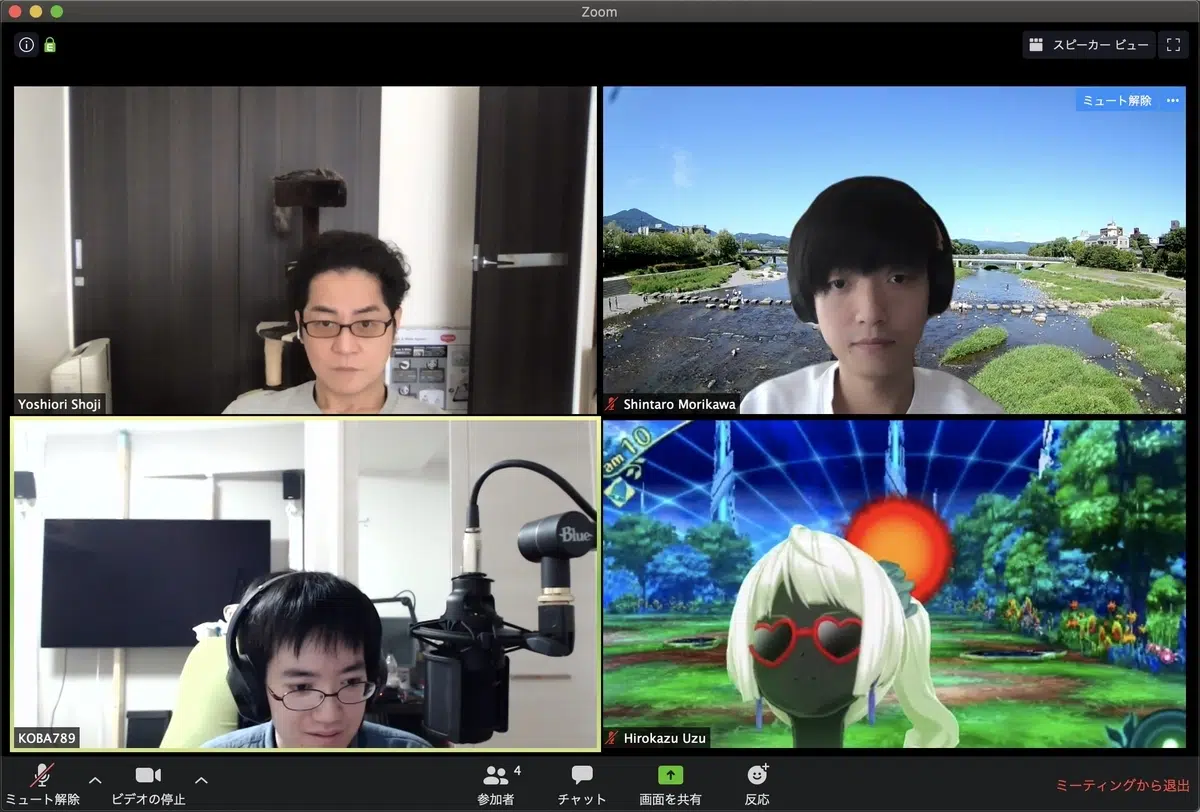 Zoom
スピーカー ビュー
ミュート解除
Yoshiori Shoji
Shintaro Morikawa
am 10
Blue
KOBA789
Hirokazu Uzu
ミュート解除
ビデオの停止
4
参加者
チャット
画面を共有
反応
ミーティングから退出